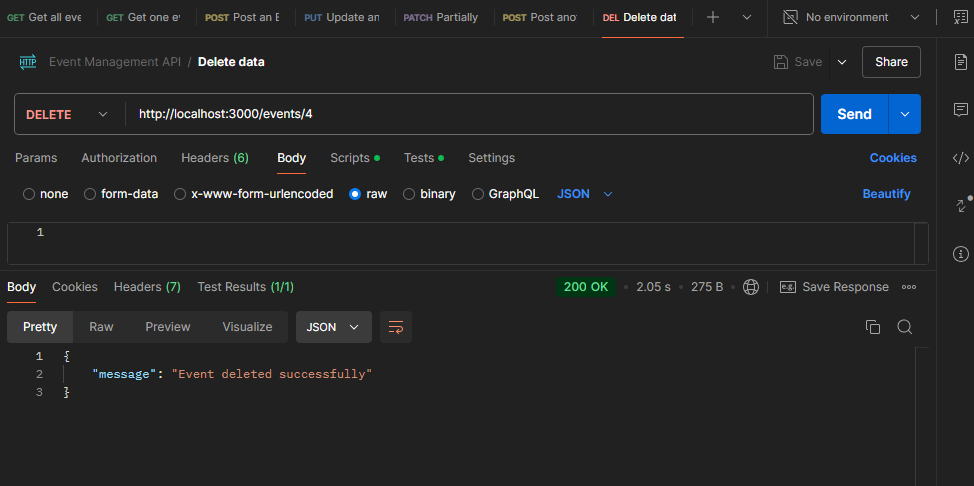 GET Get all eve GET Get one e POST Post an E PUT Update an PATCH Partially POST Post ano DEL Delete dat No environment
HTTP Event Management API / Delete data Save Share
DELETE http://localhost:3000/events/4 Send
Params Authorization Headers (6) Body Scripts Tests Settings Cookies
none form-data x-www-form-urlencoded raw binary GraphQL JSON Beautify
1
Body Cookies Headers (7) Test Results (1/1) 200 OK 2.05 s 275 B e.g. Save Response
Pretty Raw Preview Visualize JSON
1 {
2 "message": "Event deleted successfully"
3 }